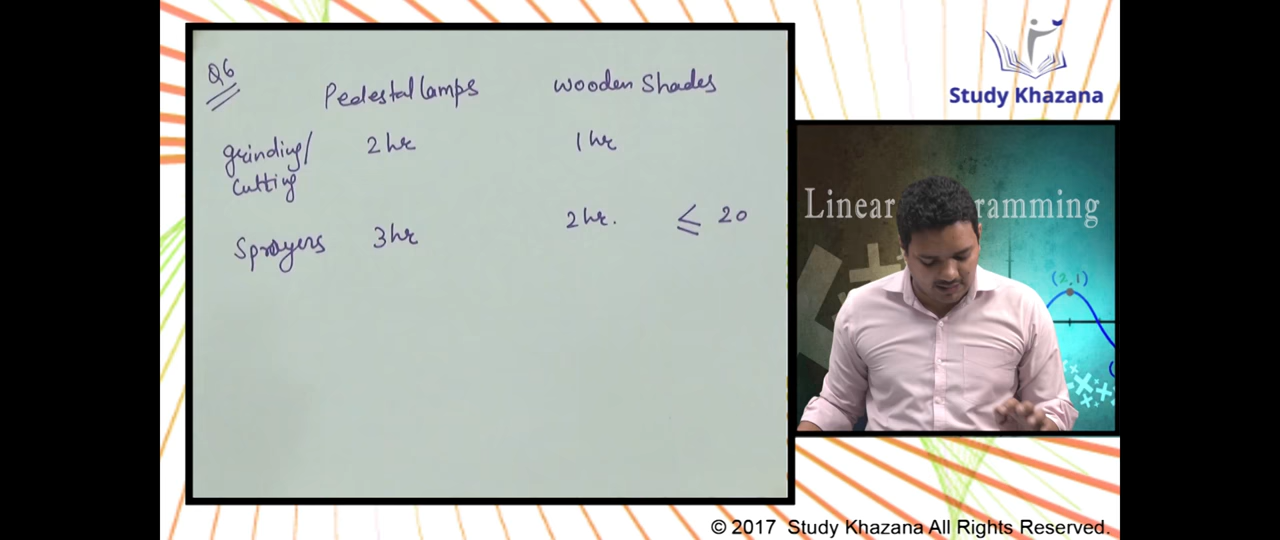 Q6
Pedestal lamps
Wooden Shades
Grinding/
Cutting
2 hr
1 hr
Sprayers
3 hr
2 hr.
≤ 20
Study Khazana
Linear
ramming
(2,1)
© 2017 Study Khazana All Rights Reserved.